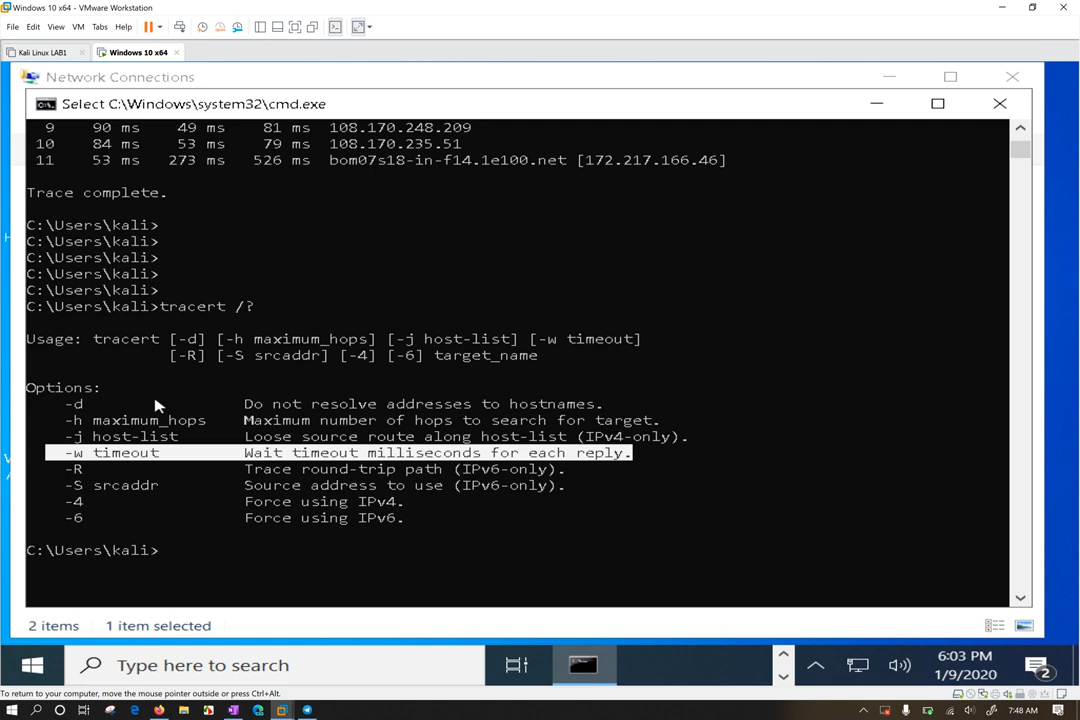 Windows 10 x64 - VMware Workstation
File Edit View VM Tabs Help
Kali Linux LAB1 Windows 10 x64
Network Connections
Select C:\Windows\system32\cmd.exe
9 90 ms 49 ms 81 ms 108.170.248.209
10 84 ms 53 ms 79 ms 108.170.235.51
11 53 ms 273 ms 526 ms bom07s18-in-f14.1e100.net [172.217.166.46]
Trace complete.
C:\Users\kali>
C:\Users\kali>
C:\Users\kali>
C:\Users\kali>
C:\Users\kali>
C:\Users\kali>tracert /?
Usage: tracert [-d] [-h maximum_hops] [-j host-list] [-w timeout]
[-R] [-S srcaddr] [-4] [-6] target_name
Options:
-d Do not resolve addresses to hostnames.
-h maximum_hops Maximum number of hops to search for target.
-j host-list Loose source route along host-list (IPv4-only).
-w timeout Wait timeout milliseconds for each reply.
-R Trace round-trip path (IPv6-only).
-S srcaddr Source address to use (IPv6-only).
-4 Force using IPv4.
-6 Force using IPv6.
C:\Users\kali>
2 items 1 item selected
Type here to search
6:03 PM
1/9/2020
2
To return to your computer, move the mouse pointer outside or press Ctrl+Alt.
7:48 AM